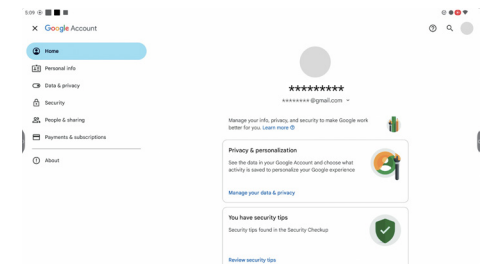 5:09
Google Account
Home
Personal info
Data & privacy
Security
People & sharing
Payments & subscriptions
About
*********
********@gmail.com
Manage your info, privacy, and security to make Google work
better for you. Learn more
Privacy & personalization
See the data in your Google Account and choose what
activity is saved to personalize your Google experience
Manage your data & privacy
You have security tips
Security tips found in the Security Checkup
Review security tips